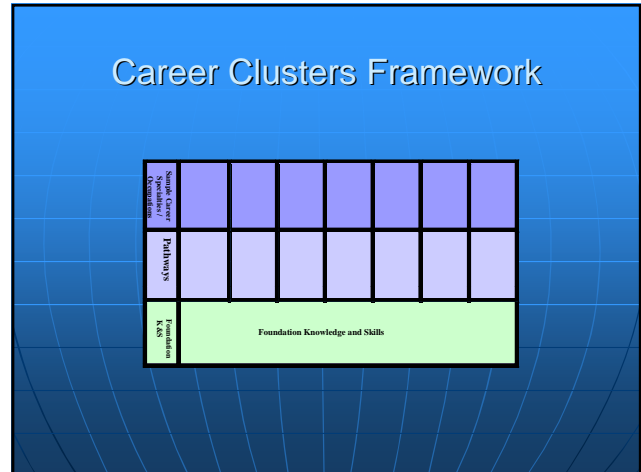 Career Clusters Framework
Sample Career
Specialties /
Occupations
Pathways
Foundation
K&S
Foundation Knowledge and Skills